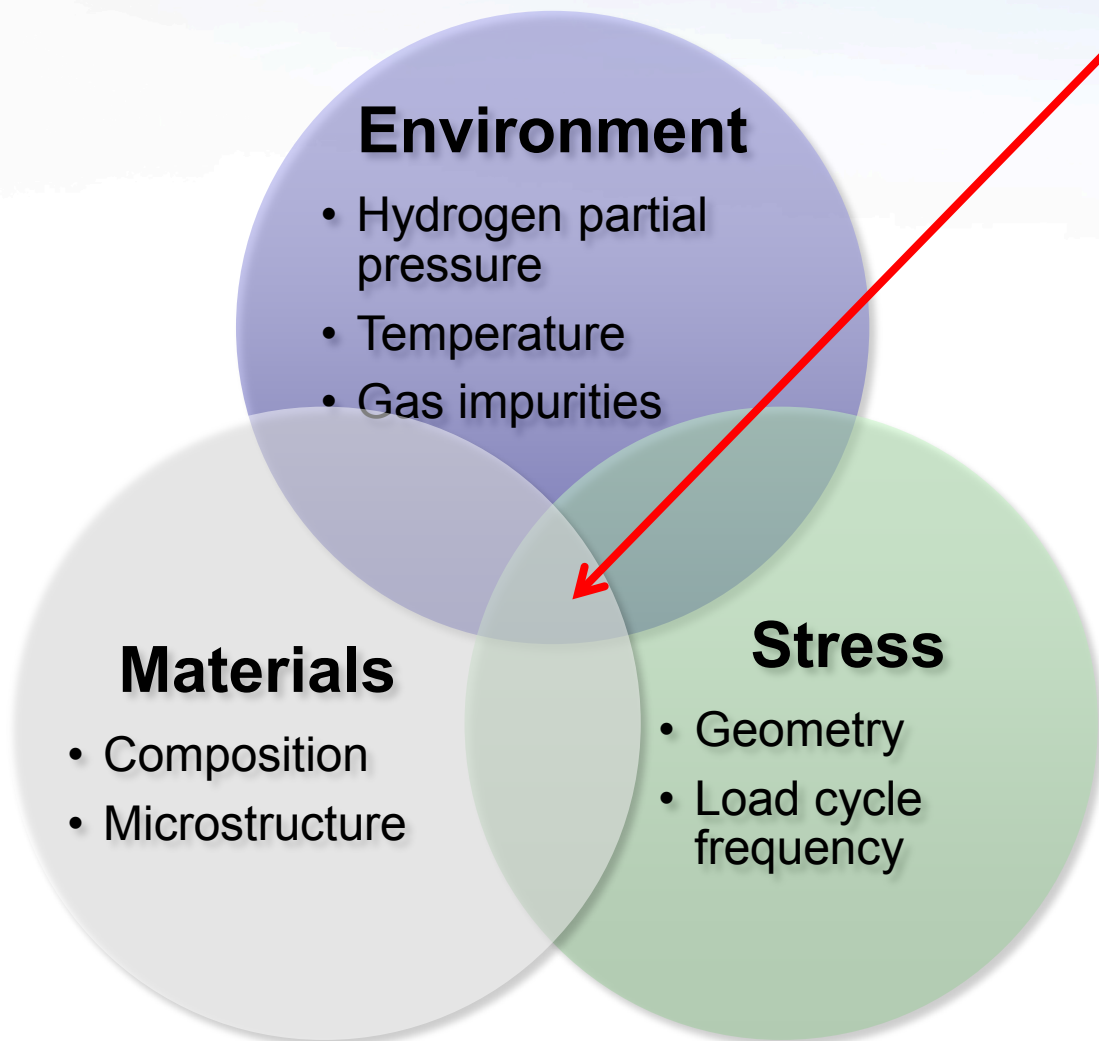 Environment
• Hydrogen partial
pressure
• Temperature
• Gas impurities
Materials
• Composition
• Microstructure
Stress
• Geometry
• Load cycle
frequency